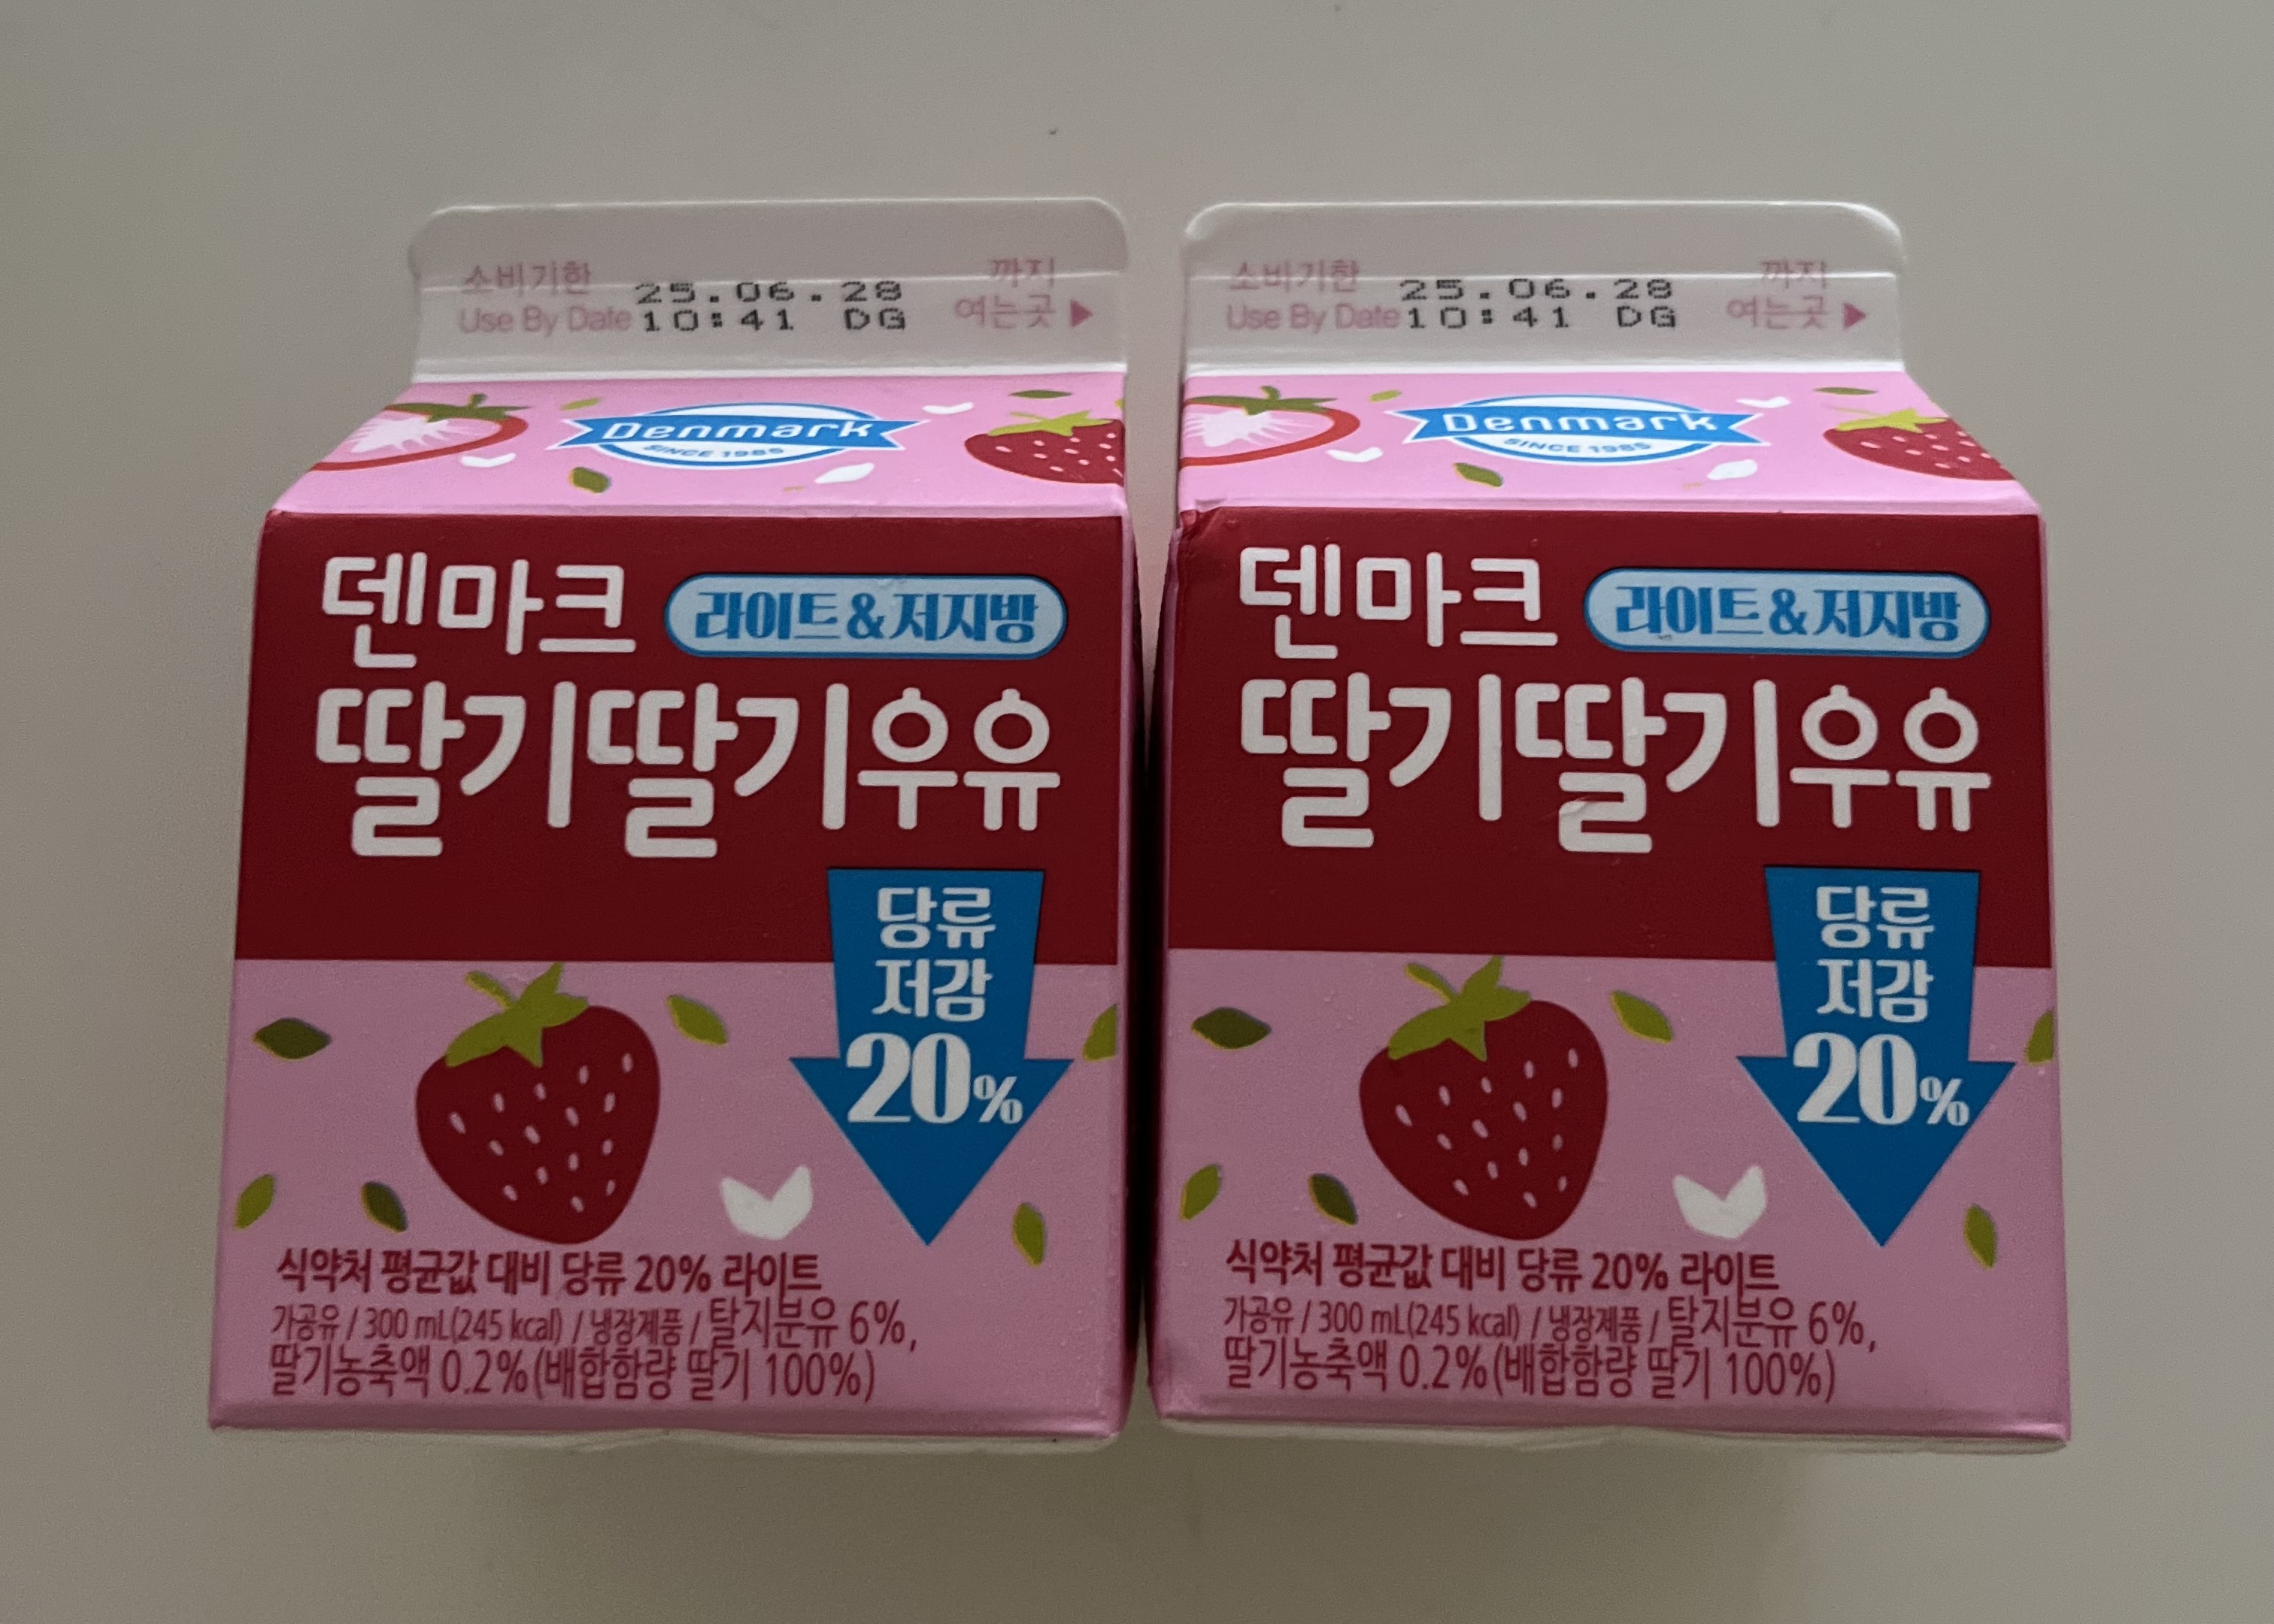 소비기한 25.06.28 까지
Use By Date 10:41 DG 여는곳 ▶
Denmark
SINCE 1985
덴마크 라이트&저지방
딸기딸기우유
당류
저감
20%
식약처 평균값 대비 당류 20% 라이트
가공유 / 300 mL(245 kcal) / 냉장제품 / 탈지분유 6%,
딸기농축액 0.2%(배합함량 딸기 100%)
소비기한 25.06.28 까지
Use By Date 10:41 DG 여는곳 ▶
Denmark
SINCE 1985
덴마크 라이트&저지방
딸기딸기우유
당류
저감
20%
식약처 평균값 대비 당류 20% 라이트
가공유 / 300 mL(245 kcal) / 냉장제품 / 탈지분유 6%,
딸기농축액 0.2%(배합함량 딸기 100%)